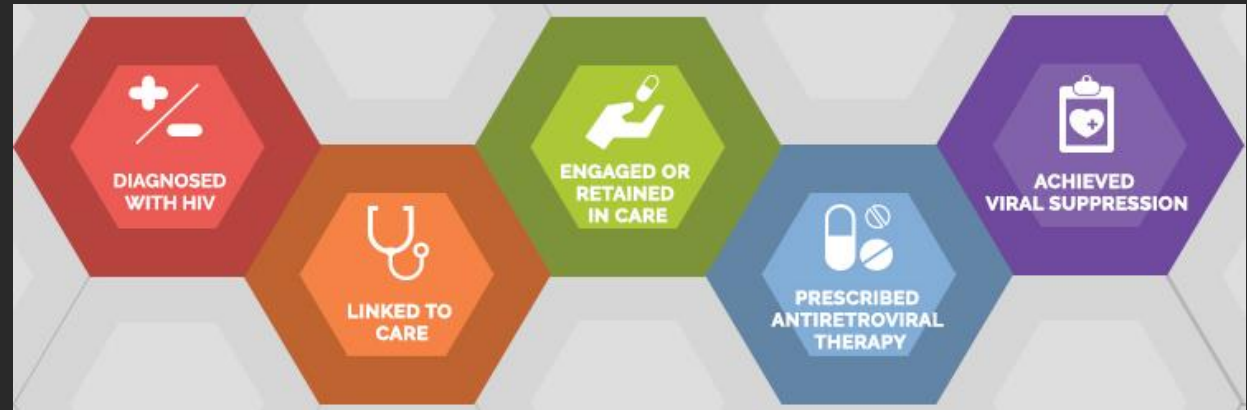 DIAGNOSED
WITH HIV
LINKED TO
CARE
ENGAGED OR
RETAINED
IN CARE
PRESCRIBED
ANTIRETROVIRAL
THERAPY
ACHIEVED
VIRAL SUPPRESSION